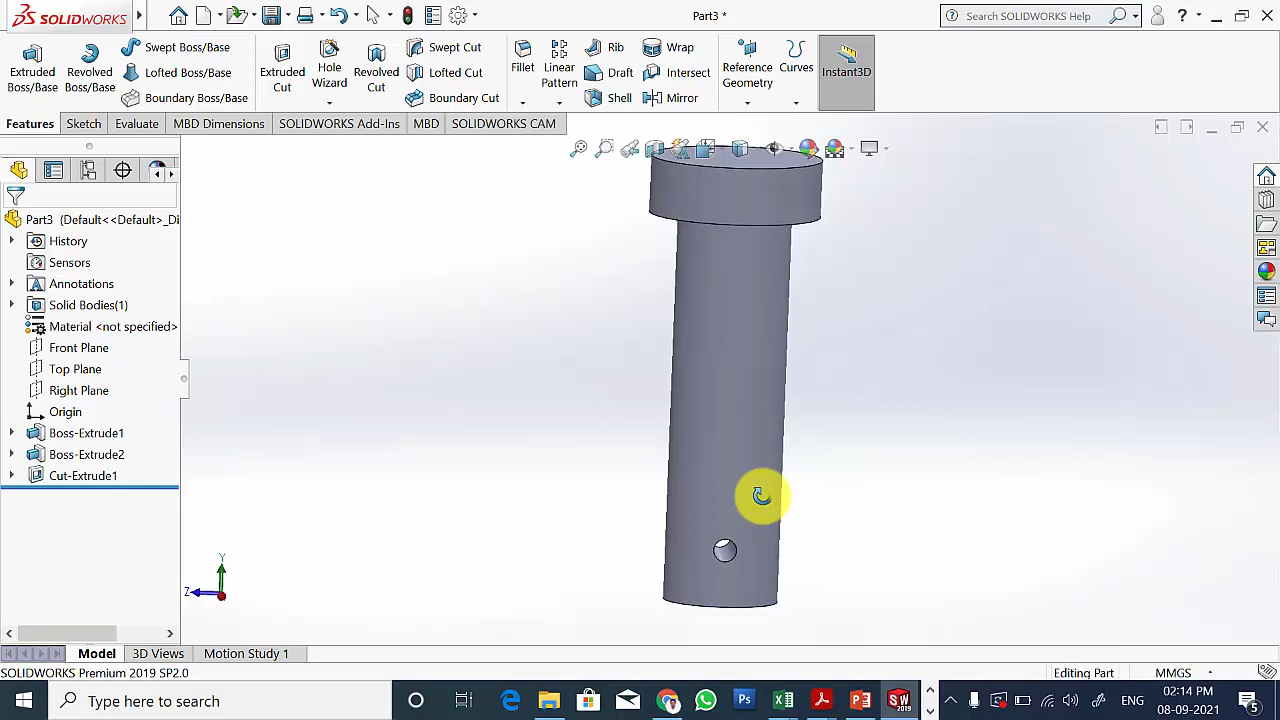 SOLIDWORKS
Part3 *
Search SOLIDWORKS Help
Extruded Boss/Base
Revolved Boss/Base
Swept Boss/Base
Lofted Boss/Base
Boundary Boss/Base
Extruded Cut
Hole Wizard
Revolved Cut
Swept Cut
Lofted Cut
Boundary Cut
Fillet
Linear Pattern
Rib
Draft
Shell
Wrap
Intersect
Mirror
Reference Geometry
Curves
Instant3D
Features
Sketch
Evaluate
MBD Dimensions
SOLIDWORKS Add-Ins
MBD
SOLIDWORKS CAM
Part3 (Default<<Default>_Di
History
Sensors
Annotations
Solid Bodies(1)
Material <not specified>
Front Plane
Top Plane
Right Plane
Origin
Boss-Extrude1
Boss-Extrude2
Cut-Extrude1
Y
Z
Model
3D Views
Motion Study 1
SOLIDWORKS Premium 2019 SP2.0
Editing Part
MMGS
Type here to search
ENG
02:14 PM
08-09-2021
5